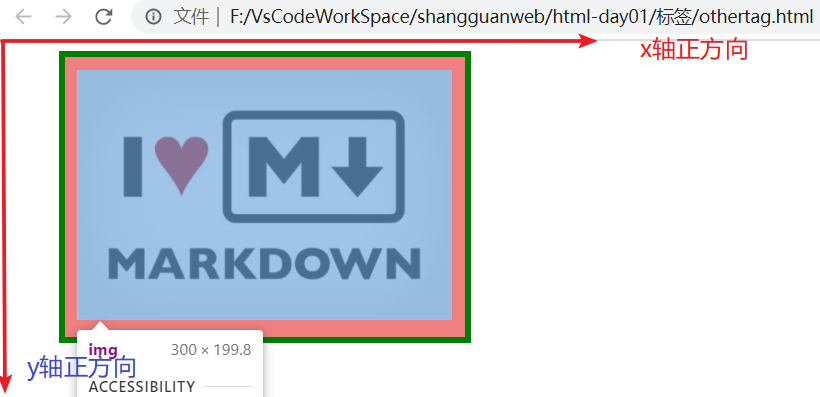 文件 | F:/VsCodeWorkSpace/shangguanweb/html-day01/标签/othertag.html
x轴正方向
I♥M↓
MARKDOWN
img 300 × 199.8
y轴正方向
ACCESSIBILITY